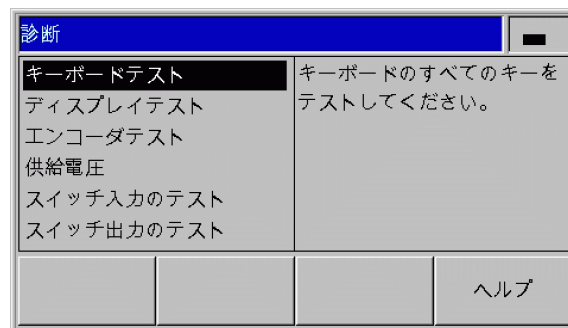 診断
キーボードテスト
ディスプレイテスト
エンコーダテスト
供給電圧
スイッチ入力のテスト
スイッチ出力のテスト
キーボードのすべてのキーを
テストしてください。
ヘルプ